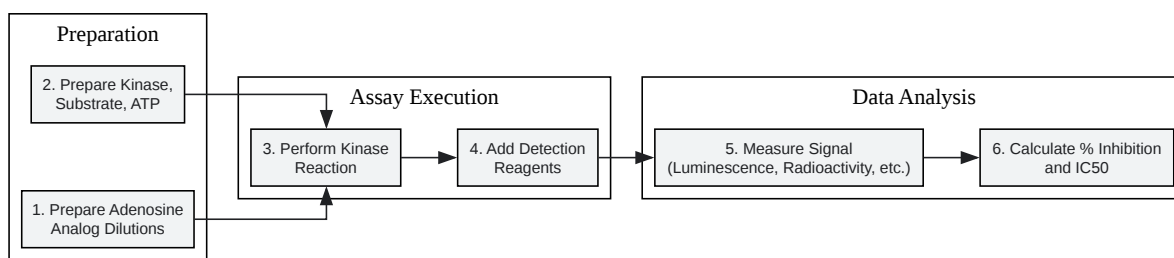 Preparation
2. Prepare Kinase,
Substrate, ATP
1. Prepare Adenosine
Analog Dilutions
Assay Execution
3. Perform Kinase
Reaction
4. Add Detection
Reagents
Data Analysis
5. Measure Signal
(Luminescence, Radioactivity, etc.)
6. Calculate % Inhibition
and IC50